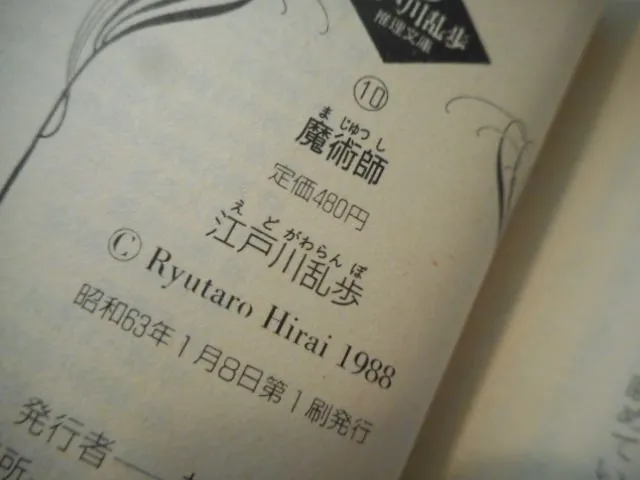 川乱歩
推理文庫
⑩
ま じゅつ し
魔術師
定価480円
え ど がわらん ぽ
江戸川乱歩
© Ryutaro Hirai 1988
昭和63年1月8日第1刷発行
発行者
所